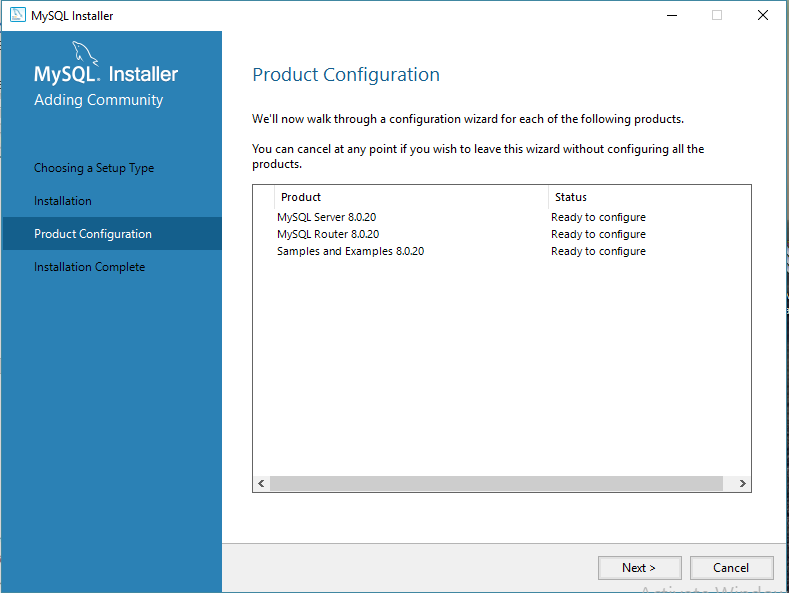 MySQL Installer
MySQL. Installer
Adding Community
Choosing a Setup Type
Installation
Product Configuration
Installation Complete
Product Configuration
We'll now walk through a configuration wizard for each of the following products.
You can cancel at any point if you wish to leave this wizard without configuring all the
products.
Product Status
MySQL Server 8.0.20 Ready to configure
MySQL Router 8.0.20 Ready to configure
Samples and Examples 8.0.20 Ready to configure
Next > Cancel
Activate Window